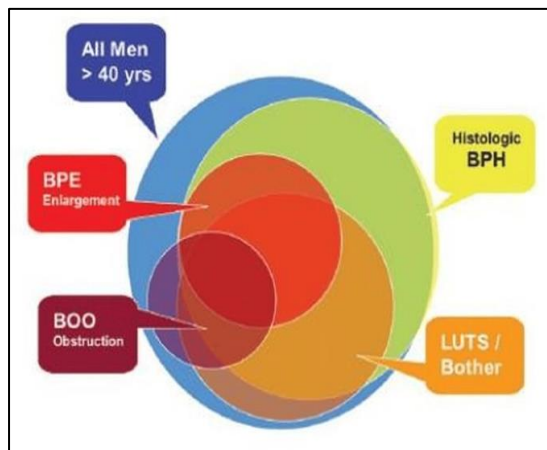 All Men
> 40 yrs
Histologic
BPH
BPE
Enlargement
BOO
Obstruction
LUTS /
Bother